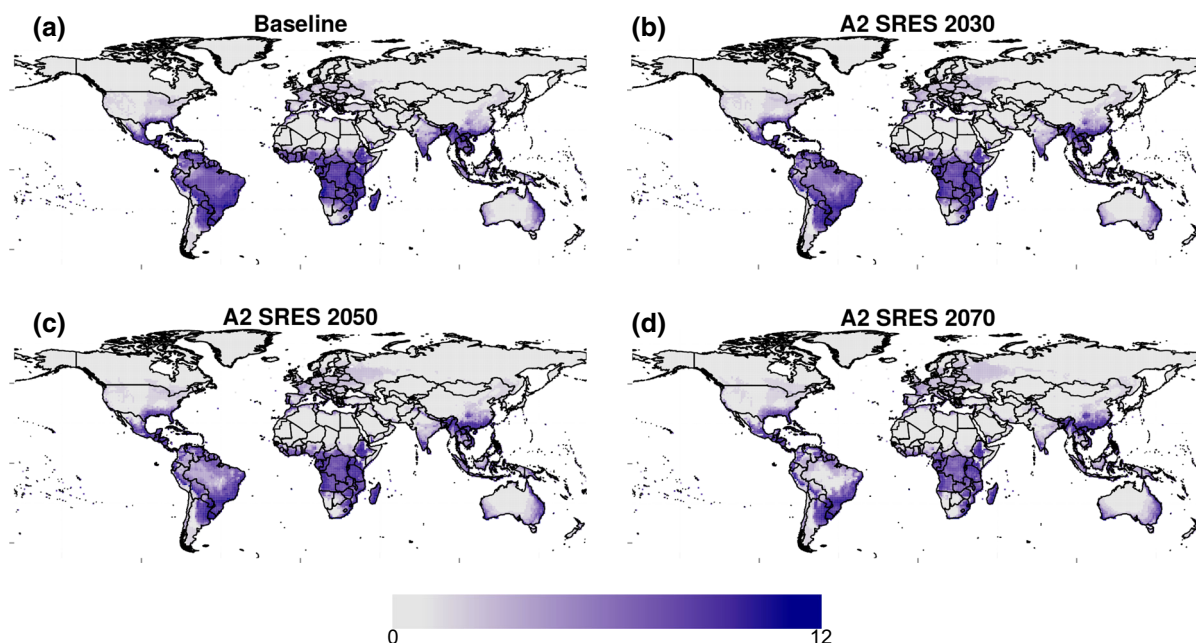 (a) Baseline
(b) A2 SRES 2030
(c) A2 SRES 2050
(d) A2 SRES 2070
0 12